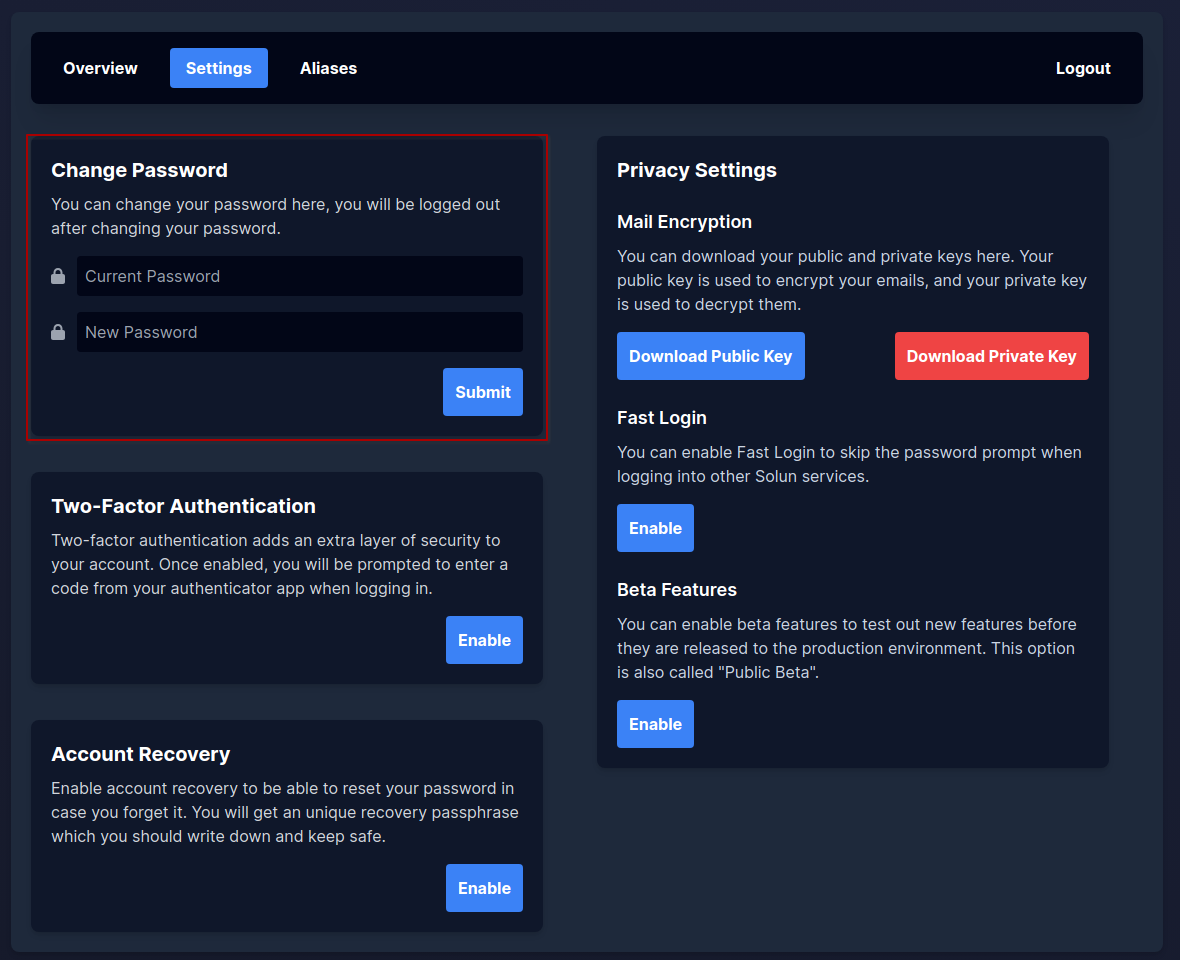 Overview
Settings
Aliases
Logout
Change Password
You can change your password here, you will be logged out
after changing your password.
Current Password
New Password
Submit
Two-Factor Authentication
Two-factor authentication adds an extra layer of security to
your account. Once enabled, you will be prompted to enter a
code from your authenticator app when logging in.
Enable
Account Recovery
Enable account recovery to be able to reset your password in
case you forget it. You will get an unique recovery passphrase
which you should write down and keep safe.
Enable
Privacy Settings
Mail Encryption
You can download your public and private keys here. Your
public key is used to encrypt your emails, and your private key
is used to decrypt them.
Download Public Key
Download Private Key
Fast Login
You can enable Fast Login to skip the password prompt when
logging into other Solun services.
Enable
Beta Features
You can enable beta features to test out new features before
they are released to the production environment. This option
is also called "Public Beta".
Enable